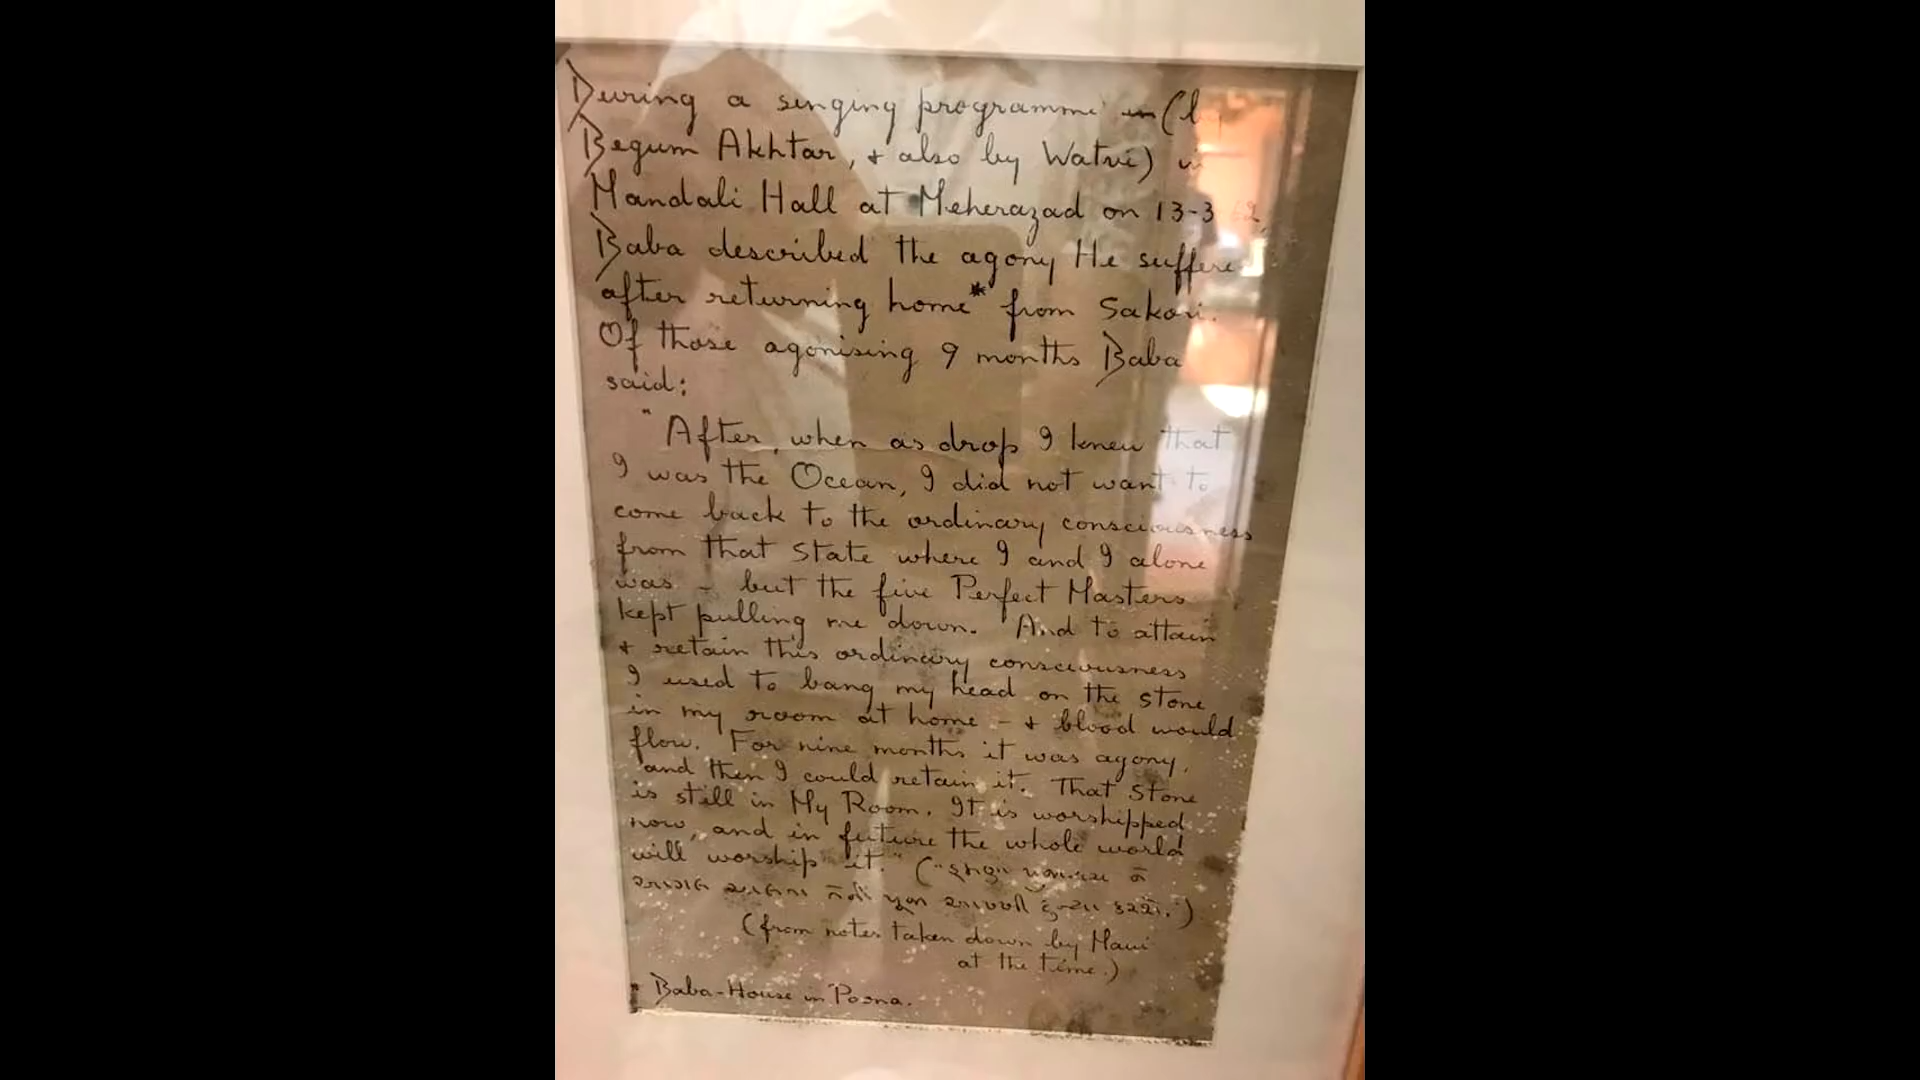 During a singing programme in (by
Begum Akhtar, & also by Watve) in
Mandali Hall at Meherazad on 13-3-62,
Baba described the agony He suffere
after returning home* from Sakori.
Of those agonising 9 months Baba
said:
"After, when as drop I knew that
I was the Ocean, I did not want to
come back to the ordinary consciousness
from that state where I and I alone
was - but the five Perfect Masters
kept pulling me down. And to attain
& retain this ordinary consciousness
I used to bang my head on the stone
in my room at home - & blood would
flow. For nine months it was agony,
and then I could retain it. That stone
is still in My Room. It is worshipped
now, and in future the whole world
will worship it." ("
(from notes taken down by Mani
at the time.)
* Baba-House in Poona.